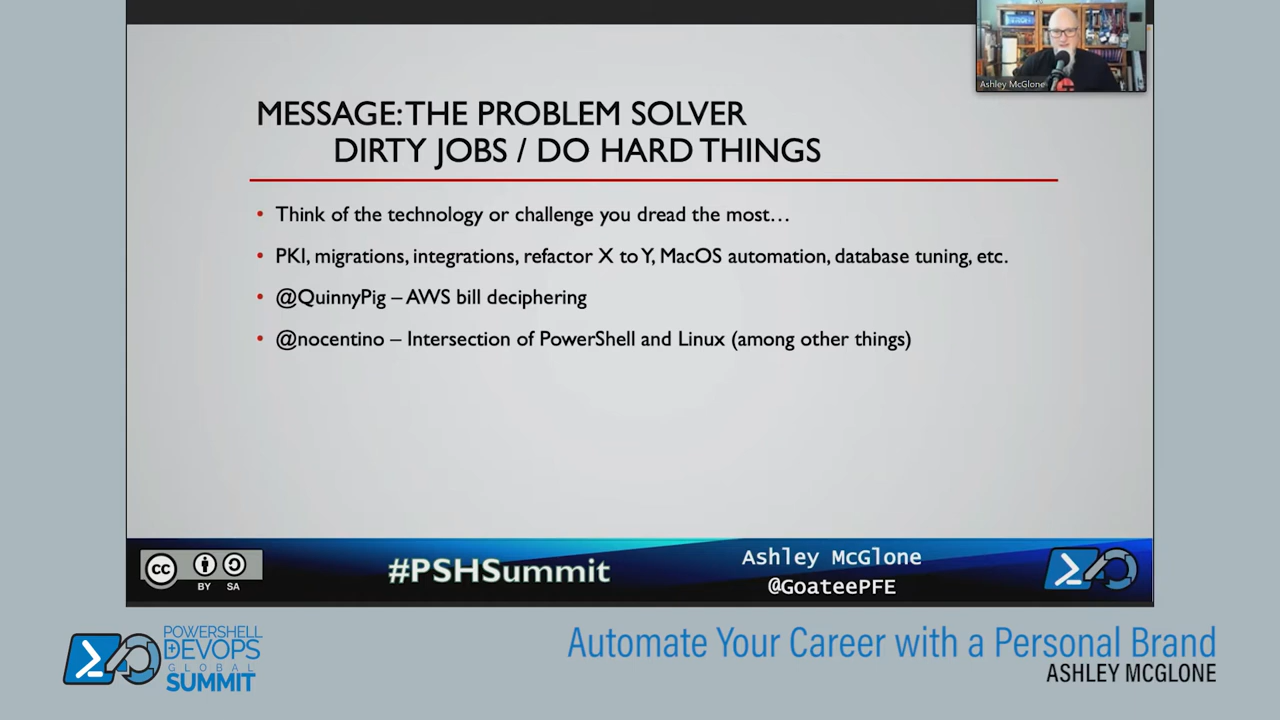 Ashley McGlone
MESSAGE: THE PROBLEM SOLVER
DIRTY JOBS / DO HARD THINGS
• Think of the technology or challenge you dread the most…
• PKI, migrations, integrations, refactor X to Y, MacOS automation, database tuning, etc.
• @QuinnyPig – AWS bill deciphering
• @nocentino – Intersection of PowerShell and Linux (among other things)
cc
BY SA
#PSHSummit
Ashley McGlone
@GoateePFE
POWERSHELL
DEVOPS
GLOBAL
SUMMIT
Automate Your Career with a Personal Brand
ASHLEY MCGLONE